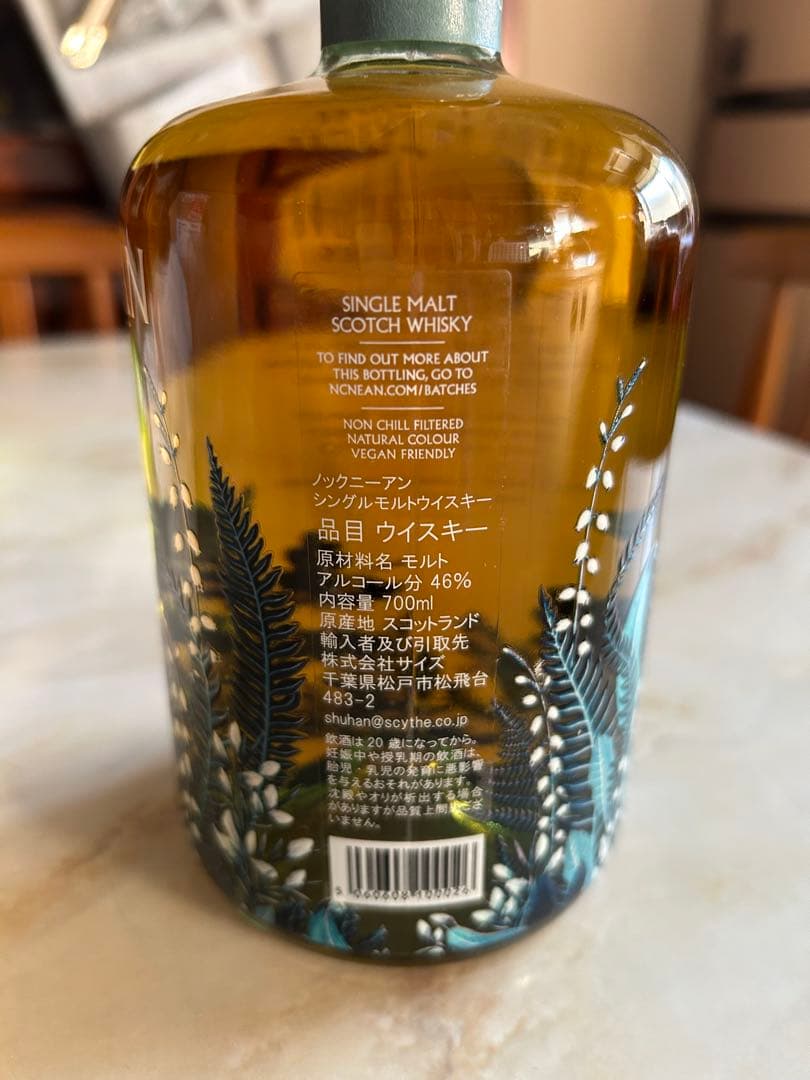 N
SINGLE MALT
SCOTCH WHISKY
TO FIND OUT MORE ABOUT
THIS BOTTLING, GO TO
NCNEAN.COM/BATCHES
NON CHILL FILTERED
NATURAL COLOUR
VEGAN FRIENDLY
ノックニーアン
シングルモルトウイスキー
品目 ウイスキー
原材料名 モルト
アルコール分 46%
内容量 700ml
原産地 スコットランド
輸入者及び引取先
株式会社サイズ
千葉県松戸市松飛台
483-2
shuhan@scythe.co.jp
飲酒は 20 歳になってから。
妊娠中や授乳期の飲酒は、
胎児・乳児の発育に悪影響
を与えるおそれがあります。
沈殿やオリが析出する場合
がありますが品質上問題ござ
いません。